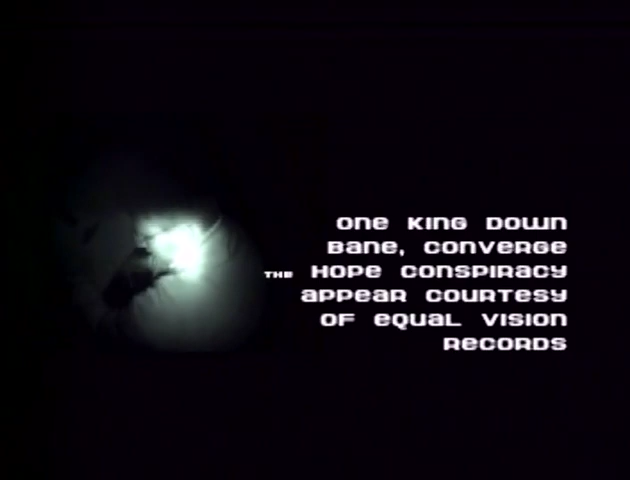 One King Down
Bane, Converge
THE Hope Conspiracy
appear courtesy
of Equal Vision
Records